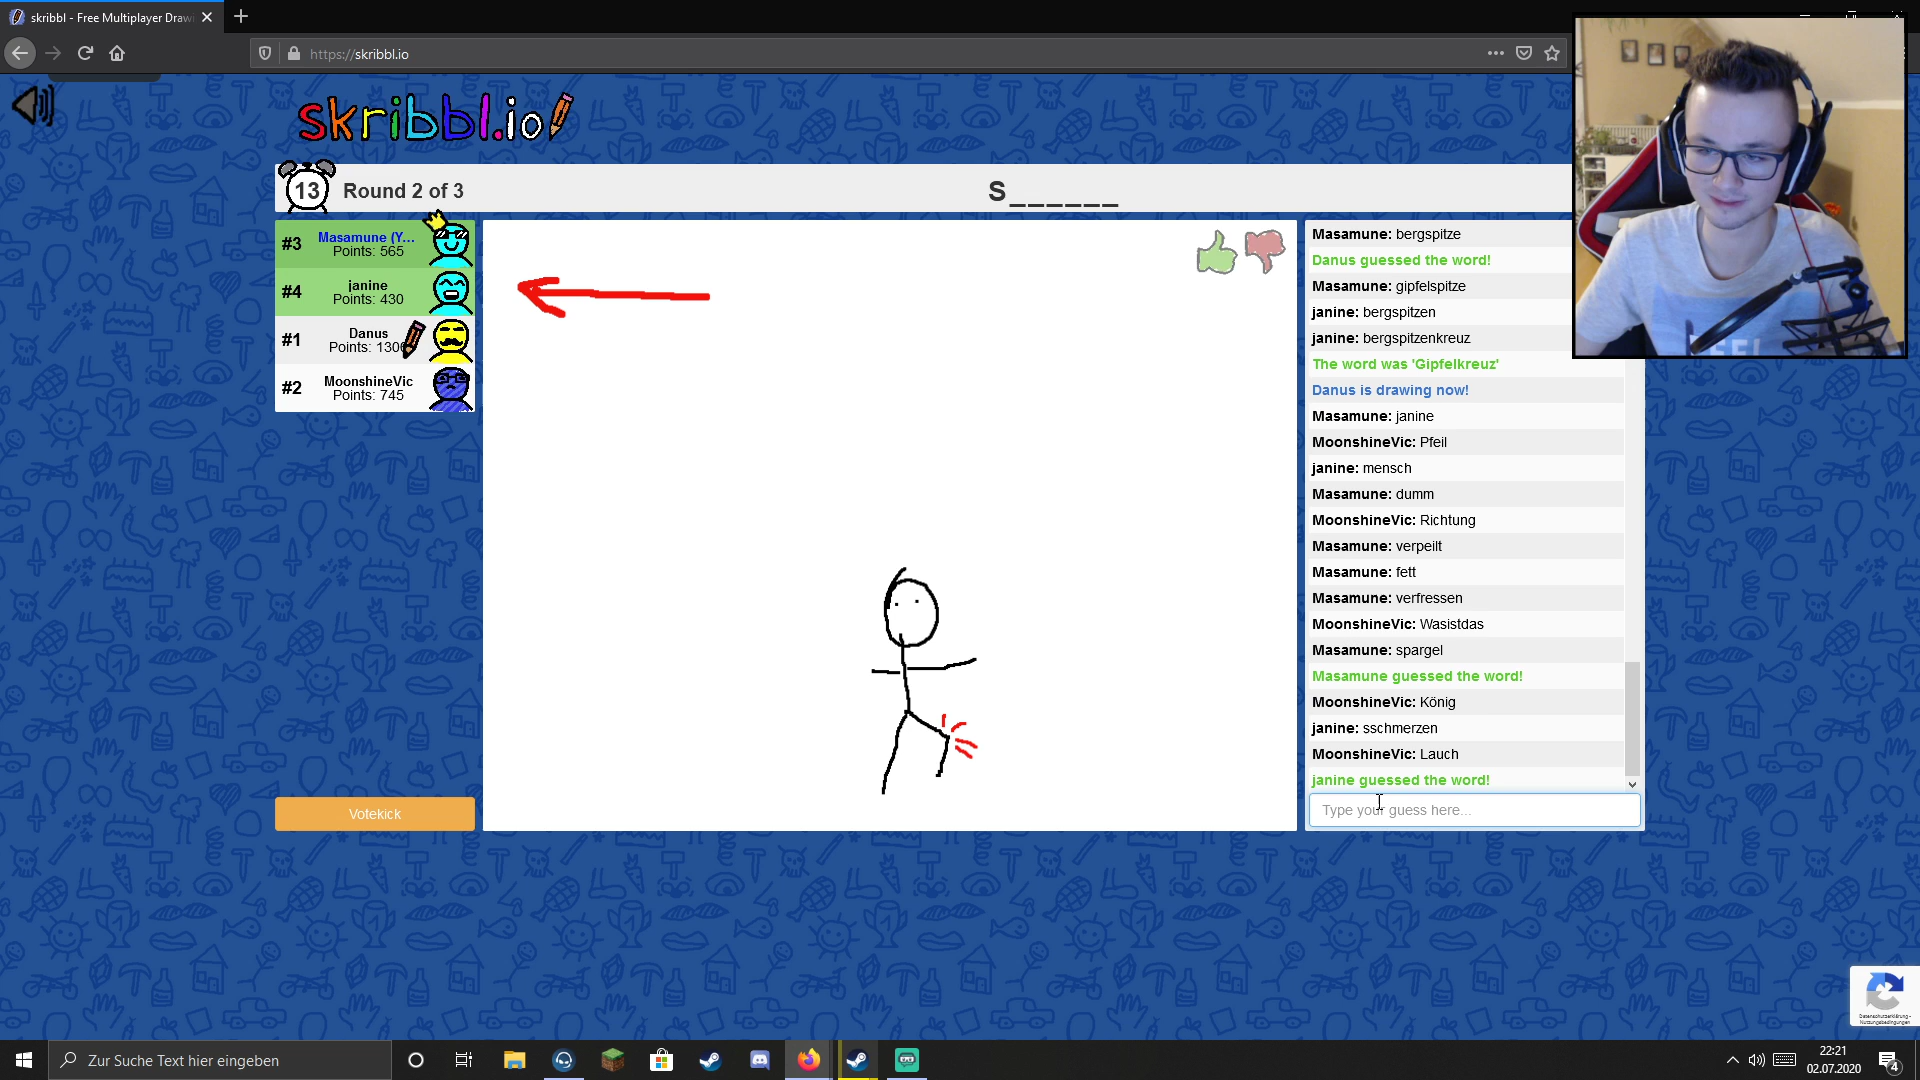 skribbl - Free Multiplayer Draw
https://skribbl.io
skribbl.io
13
Round 2 of 3
S______
#3
Masamune (Y...
Points: 565
#4
janine
Points: 430
#1
Danus
Points: 1306
#2
MoonshineVic
Points: 745
Votekick
Masamune: bergspitze
Danus guessed the word!
Masamune: gipfelspitze
janine: bergspitzen
janine: bergspitzenkreuz
The word was 'Gipfelkreuz'
Danus is drawing now!
Masamune: janine
MoonshineVic: Pfeil
janine: mensch
Masamune: dumm
MoonshineVic: Richtung
Masamune: verpeilt
Masamune: fett
Masamune: verfressen
MoonshineVic: Wasistdas
Masamune: spargel
Masamune guessed the word!
MoonshineVic: König
janine: sschmerzen
MoonshineVic: Lauch
janine guessed the word!
Type your guess here...
Datenschutzerklärung -
Nutzungsbedingungen
Zur Suche Text hier eingeben
22:21
02.07.2020
4